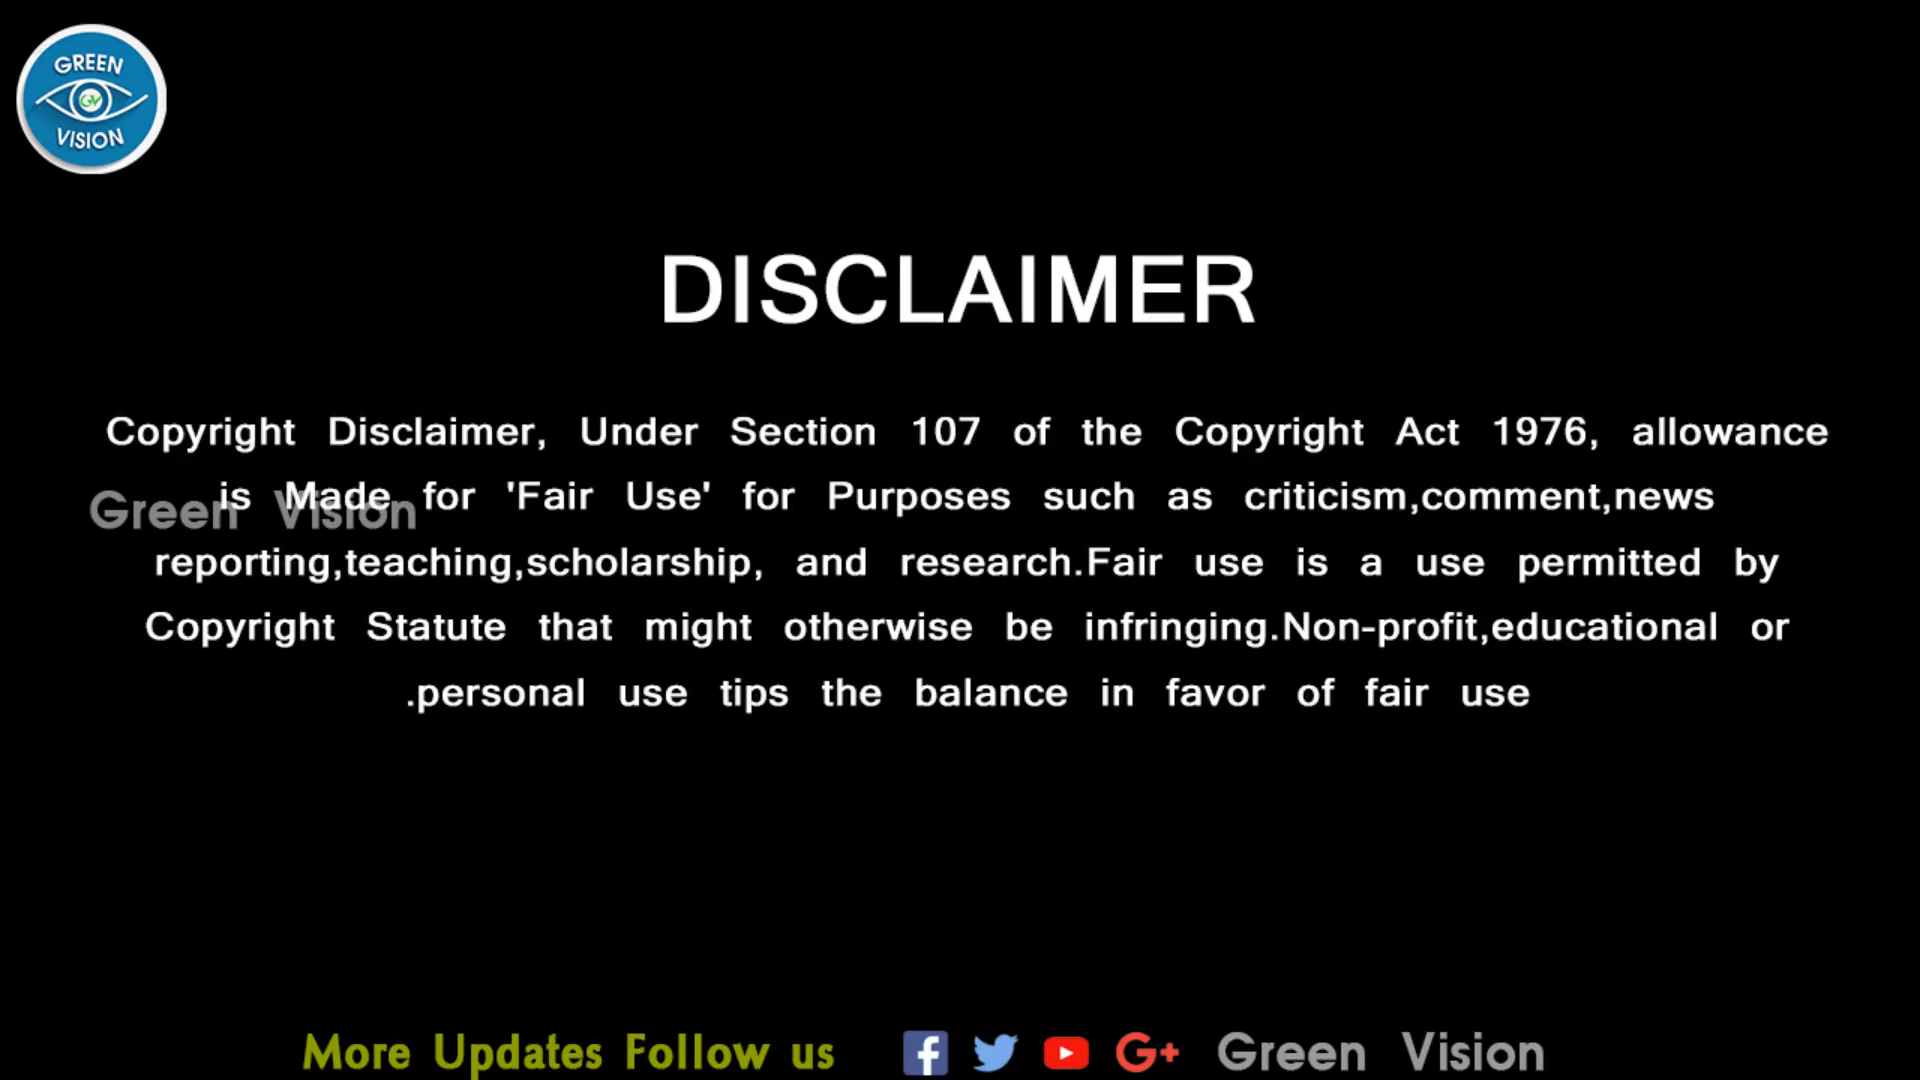 GREEN
GV
VISION
DISCLAIMER
Copyright Disclaimer, Under Section 107 of the Copyright Act 1976, allowance
is Made for 'Fair Use' for Purposes such as criticism,comment,news
Green Vision
reporting,teaching,scholarship, and research.Fair use is a use permitted by
Copyright Statute that might otherwise be infringing.Non-profit,educational or
.personal use tips the balance in favor of fair use
More Updates Follow us f G+ Green Vision